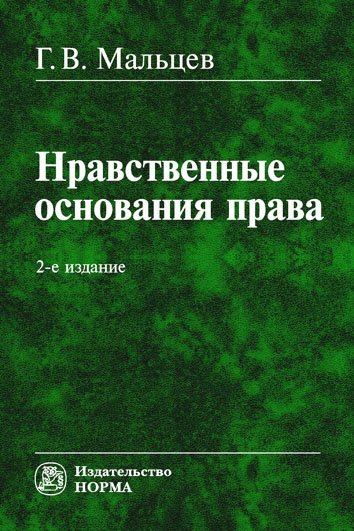 Г. В. Мальцев
Нравственные
основания права
2-е издание
Издательство
НОРМА